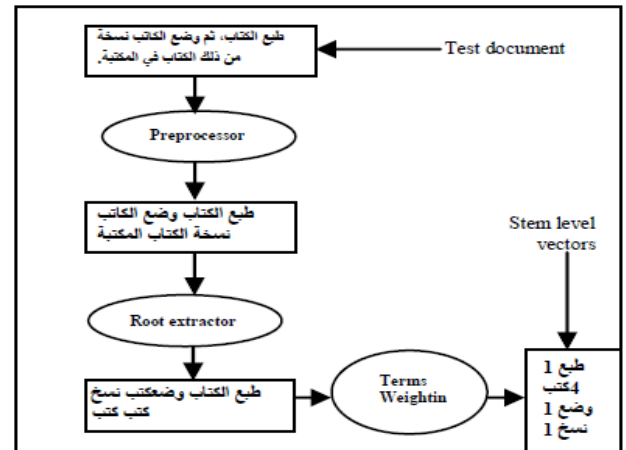 طبع الكتاب، ثم وضع الكاتب نسخة
من ذلك الكتاب في المكتبة.
Test document
Preprocessor
طبع الكتاب وضع الكاتب
نسخة الكتاب المكتبة
Stem level
vectors
Root extractor
طبع الكتاب وضعكتب نسخ
كتب كتب
Terms
Weightin
طبع 1
4كتب
وضع 1
نسخ 1